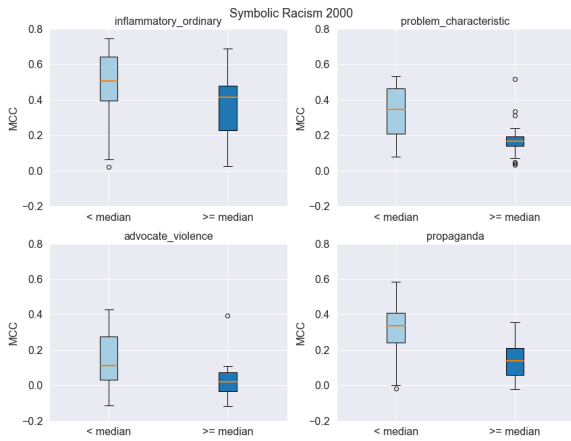 Symbolic Racism 2000
inflammatory_ordinary
0.8
0.6
0.4
0.2
0.0
−0.2
MCC
< median
>= median
problem_characteristic
0.8
0.6
0.4
0.2
0.0
−0.2
MCC
< median
>= median
advocate_violence
0.8
0.6
0.4
0.2
0.0
−0.2
MCC
< median
>= median
propaganda
0.8
0.6
0.4
0.2
0.0
−0.2
MCC
< median
>= median